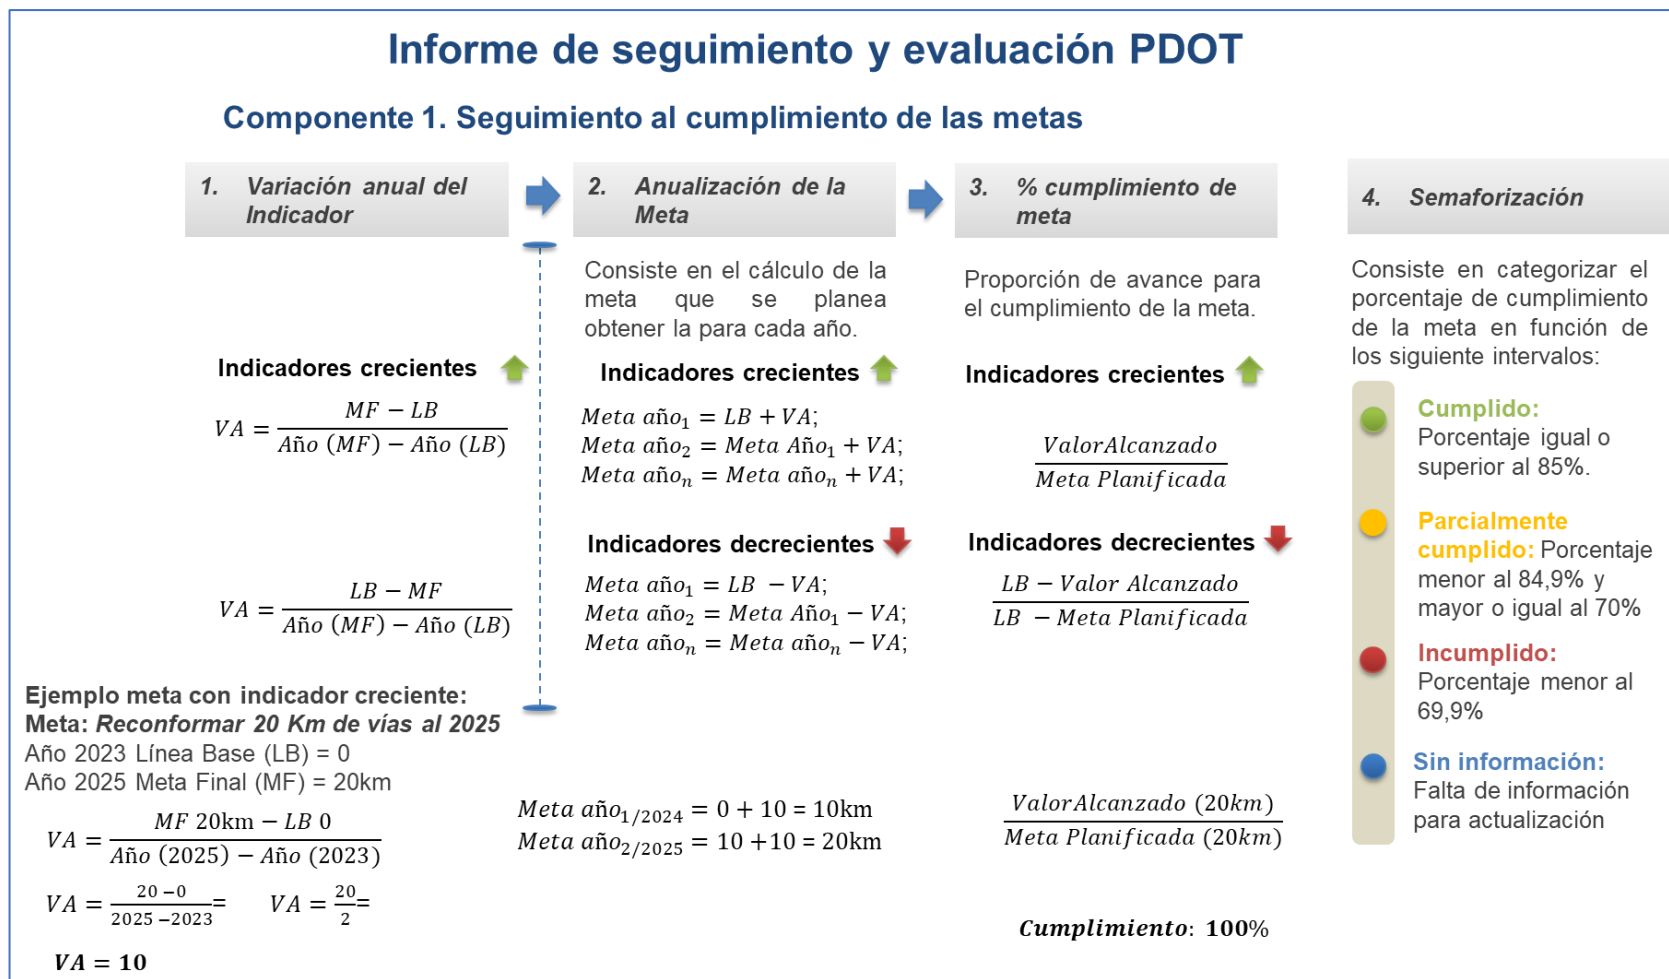 Informe de seguimiento y evaluación PDOT
Componente 1. Seguimiento al cumplimiento de las metas
1. Variación anual del
Indicador
2. Anualización de la
Meta
3. % cumplimiento de
meta
4. Semaforización
Indicadores crecientes
VA = (MF − LB) / (Año (MF) − Año (LB))
VA = (LB − MF) / (Año (MF) − Año (LB))
Consiste en el cálculo de la
meta que se planea
obtener la para cada año.
Indicadores crecientes
Meta año₁ = LB + VA;
Meta año₂ = Meta Año₁ + VA;
Meta añoₙ = Meta añoₙ + VA;
Indicadores decrecientes
Meta año₁ = LB − VA;
Meta año₂ = Meta Año₁ − VA;
Meta añoₙ = Meta añoₙ − VA;
Proporción de avance para
el cumplimiento de la meta.
Indicadores crecientes
ValorAlcanzado
Meta Planificada
Indicadores decrecientes
LB − Valor Alcanzado
LB − Meta Planificada
Consiste en categorizar el
porcentaje de cumplimiento
de la meta en función de
los siguiente intervalos:
Cumplido:
Porcentaje igual o
superior al 85%.
Parcialmente
cumplido: Porcentaje
menor al 84,9% y
mayor o igual al 70%
Incumplido:
Porcentaje menor al
69,9%
Sin información:
Falta de información
para actualización
Ejemplo meta con indicador creciente:
Meta: Reconformar 20 Km de vías al 2025
Año 2023 Línea Base (LB) = 0
Año 2025 Meta Final (MF) = 20km
VA = (MF 20km − LB 0) / (Año (2025) − Año (2023))
VA = (20 −0) / (2025 −2023)= VA = 20/2=
VA = 10
Meta año₁/₂₀₂₄ = 0 + 10 = 10km
Meta año₂/₂₀₂₅ = 10 +10 = 20km
ValorAlcanzado (20km)
Meta Planificada (20km)
Cumplimiento: 100%